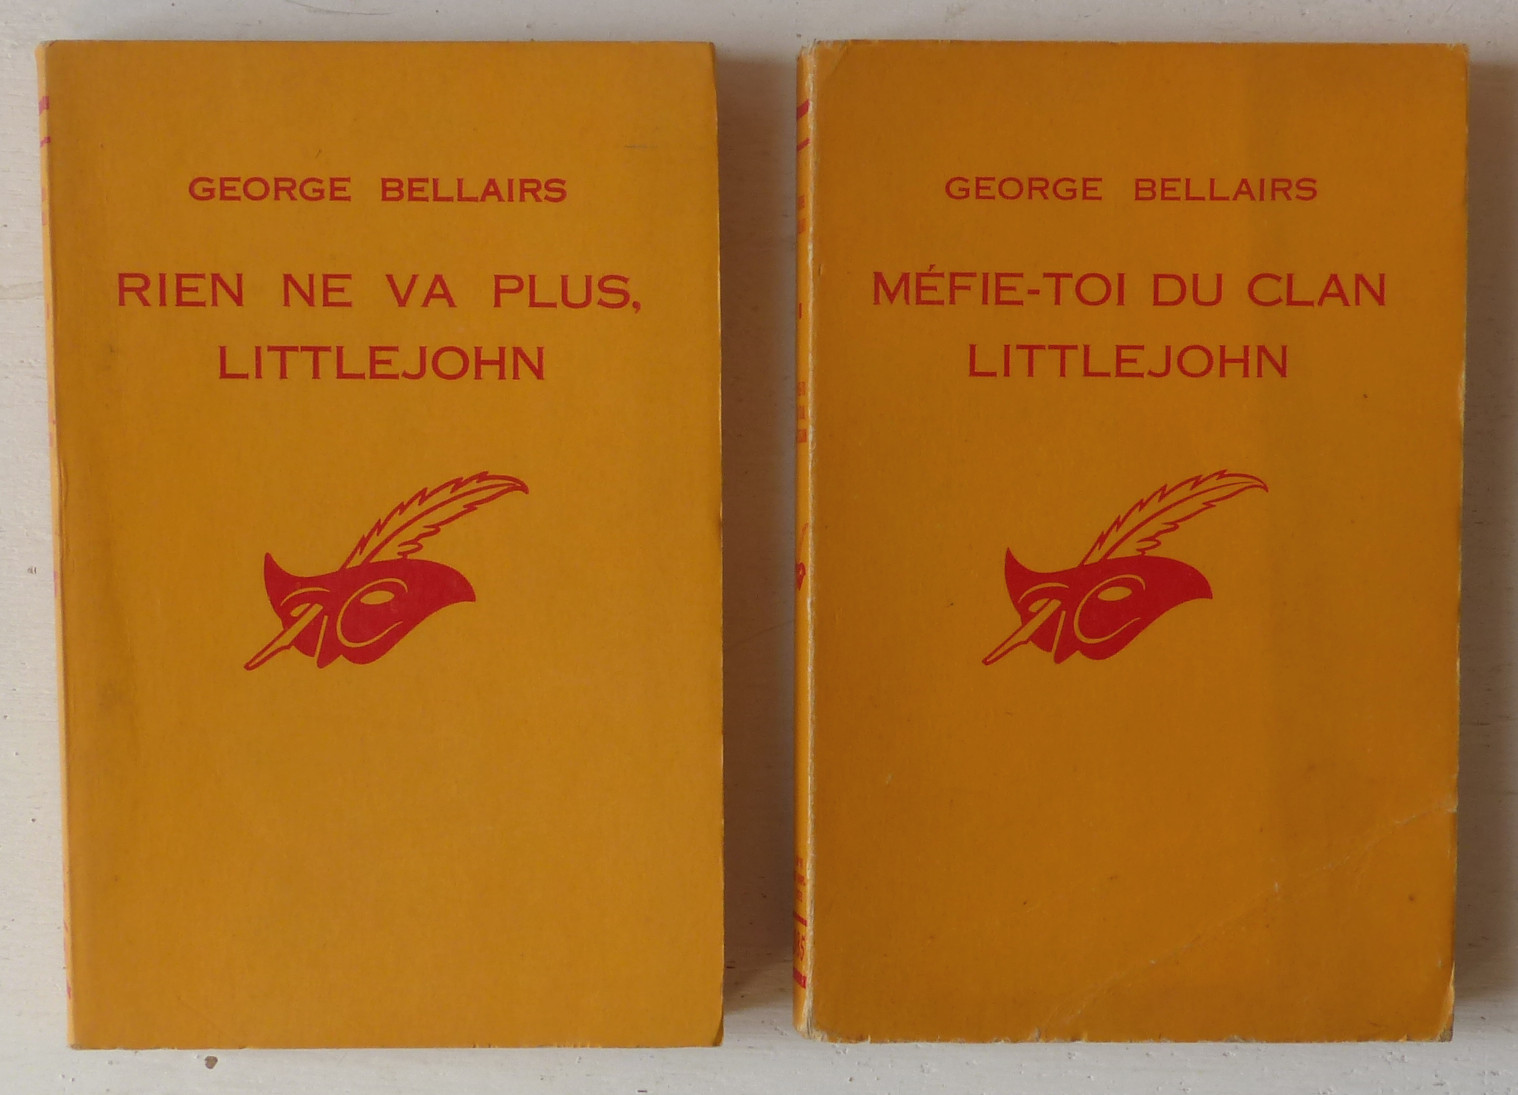 GEORGE BELLAIRS
RIEN NE VA PLUS,
LITTLEJOHN
GEORGE BELLAIRS
MÉFIE-TOI DU CLAN
LITTLEJOHN